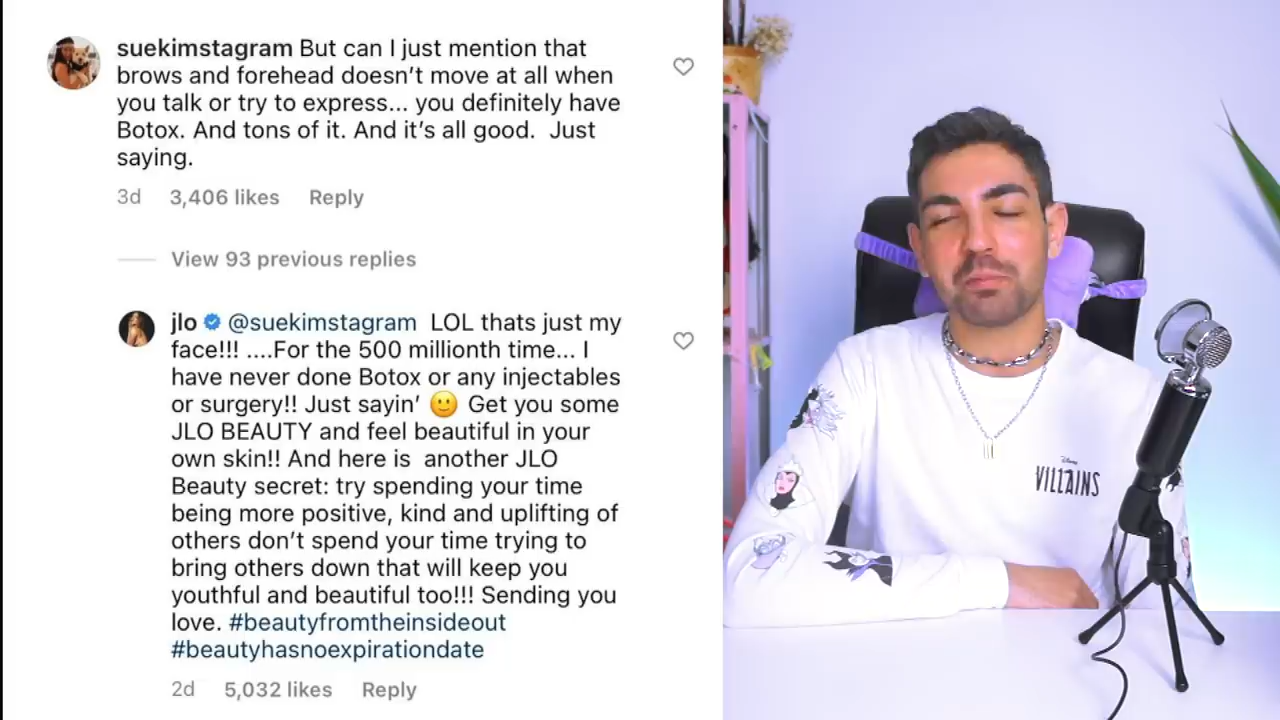 suekimstagram But can I just mention that
brows and forehead doesn’t move at all when
you talk or try to express... you definitely have
Botox. And tons of it. And it’s all good.  Just
saying.
3d 3,406 likes Reply
View 93 previous replies
jlo @suekimstagram  LOL thats just my
face!!! ....For the 500 millionth time... I
have never done Botox or any injectables
or surgery!! Just sayin’ 🙂 Get you some
JLO BEAUTY and feel beautiful in your
own skin!! And here is  another JLO
Beauty secret: try spending your time
being more positive, kind and uplifting of
others don’t spend your time trying to
bring others down that will keep you
youthful and beautiful too!!! Sending you
love. #beautyfromtheinsideout
#beautyhasnoexpirationdate
2d 5,032 likes Reply
Disney
VILLAINS